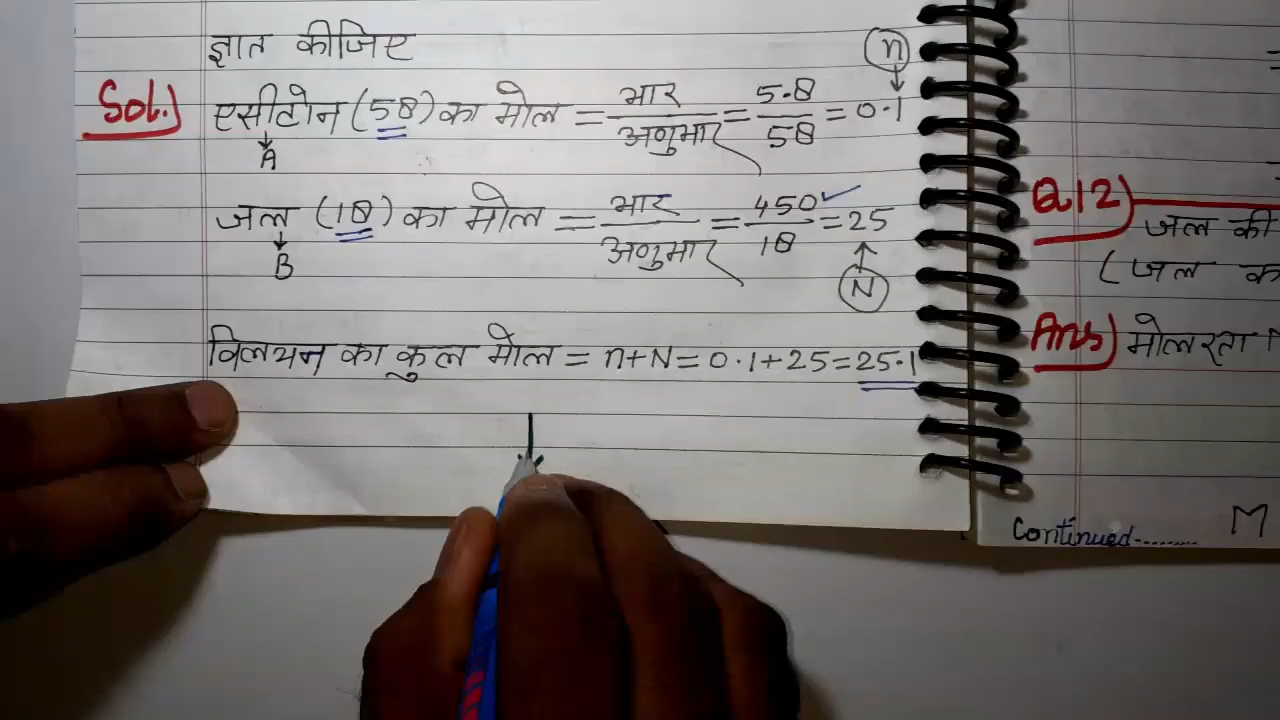 ज्ञात कीजिए
n
Sol.) एसीटोन (58) का मोल = भार / अणुभार = 5.8 / 58 = 0.1
A
जल (18) का मोल = भार / अणुभार = 450 / 18 = 25
B
N
विलयन का कुल मोल = n+N = 0.1+25 = 25.1
Q12)
जल की
(जल क
Ans) मोलरता
M
Continued.........